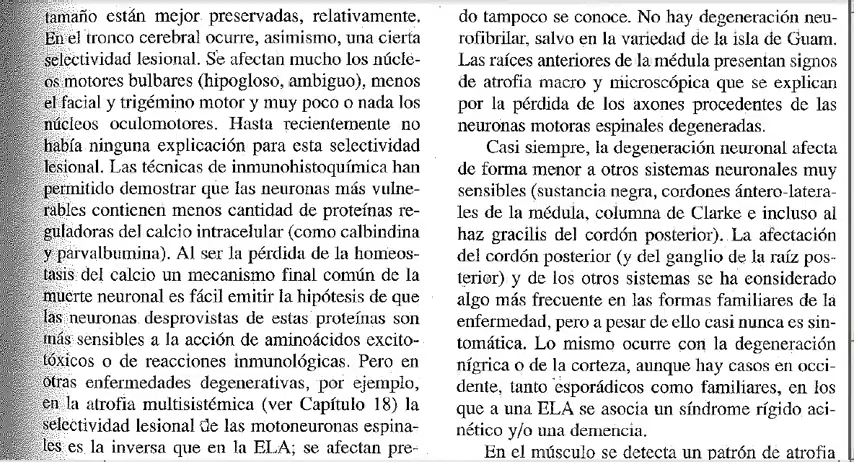 tamaño están mejor preservadas, relativamente.
En el tronco cerebral ocurre, asimismo, una cierta
selectividad lesional. Se afectan mucho los núcle-
os motores bulbares (hipogloso, ambiguo), menos
el facial y trigémino motor y muy poco o nada los
núcleos oculomotores. Hasta recientemente no
había ninguna explicación para esta selectividad
lesional. Las técnicas de inmunohistoquímica han
permitido demostrar que las neuronas más vulne-
rables contienen menos cantidad de proteínas re-
guladoras del calcio intracelular (como calbindina
y parvalbumina). Al ser la pérdida de la homeos-
tasis del calcio un mecanismo final común de la
muerte neuronal es fácil emitir la hipótesis de que
las neuronas desprovistas de estas proteínas son
más sensibles a la acción de aminoácidos excito-
tóxicos o de reacciones inmunológicas. Pero en
otras enfermedades degenerativas, por ejemplo,
en la atrofia multisistémica (ver Capítulo 18) la
selectividad lesional de las motoneuronas espina-
les es la inversa que en la ELA; se afectan pre-
do tampoco se conoce. No hay degeneración neu-
rofibrilar, salvo en la variedad de la isla de Guam.
Las raíces anteriores de la médula presentan signos
de atrofia macro y microscópica que se explican
por la pérdida de los axones procedentes de las
neuronas motoras espinales degeneradas.
Casi siempre, la degeneración neuronal afecta
de forma menor a otros sistemas neuronales muy
sensibles (sustancia negra, cordones ántero-latera-
les de la médula, columna de Clarke e incluso al
haz gracilis del cordón posterior). La afectación
del cordón posterior (y del ganglio de la raíz pos-
terior) y de los otros sistemas se ha considerado
algo más frecuente en las formas familiares de la
enfermedad, pero a pesar de ello casi nunca es sin-
tomática. Lo mismo ocurre con la degeneración
nígrica o de la corteza, aunque hay casos en occi-
dente, tanto esporádicos como familiares, en los
que a una ELA se asocia un síndrome rígido aci-
nético y/o una demencia.
En el músculo se detecta un patrón de atrofia